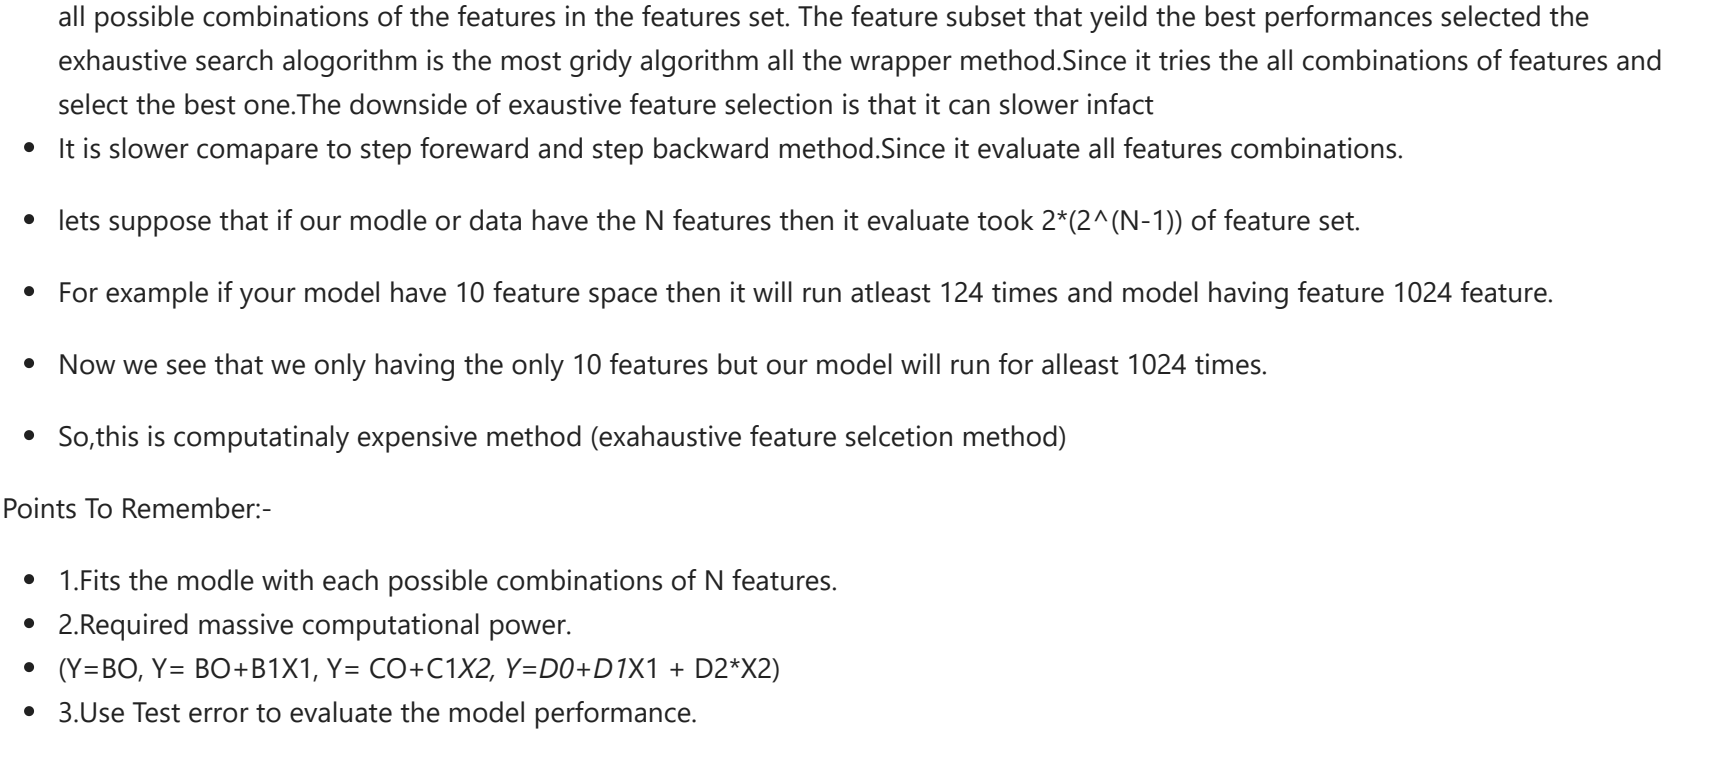 all possible combinations of the features in the features set. The feature subset that yeild the best performances selected the
exhaustive search alogorithm is the most gridy algorithm all the wrapper method.Since it tries the all combinations of features and
select the best one.The downside of exaustive feature selection is that it can slower infact
• It is slower comapare to step foreward and step backward method.Since it evaluate all features combinations.
• lets suppose that if our modle or data have the N features then it evaluate took 2*(2^(N-1)) of feature set.
• For example if your model have 10 feature space then it will run atleast 124 times and model having feature 1024 feature.
• Now we see that we only having the only 10 features but our model will run for alleast 1024 times.
• So,this is computatinaly expensive method (exahaustive feature selcetion method)
Points To Remember:-
• 1.Fits the modle with each possible combinations of N features.
• 2.Required massive computational power.
• (Y=BO, Y= BO+B1X1, Y= CO+C1X2, Y=D0+D1X1 + D2*X2)
• 3.Use Test error to evaluate the model performance.